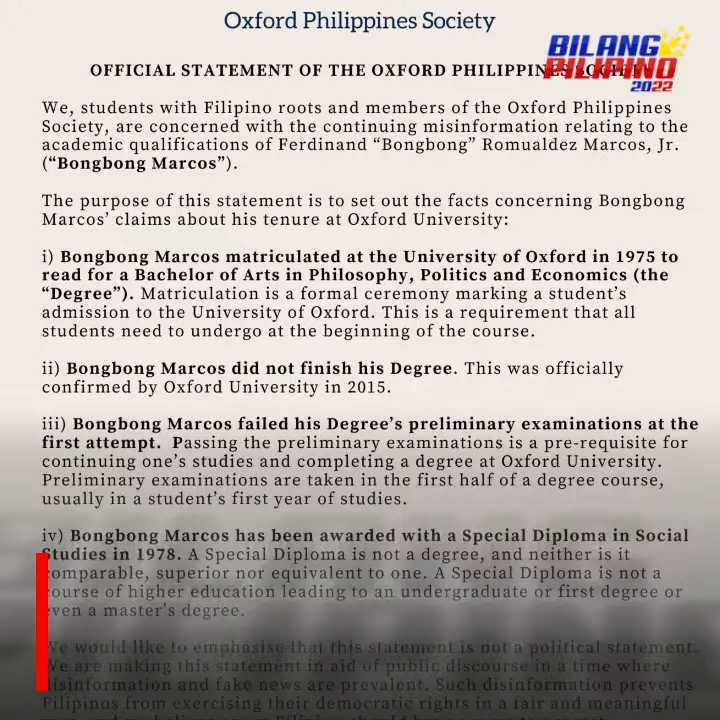 Oxford Philippines Society
BILANG
PILIPINO
2022
OFFICIAL STATEMENT OF THE OXFORD PHILIPPINES SOCIETY
We, students with Filipino roots and members of the Oxford Philippines
Society, are concerned with the continuing misinformation relating to the
academic qualifications of Ferdinand “Bongbong” Romualdez Marcos, Jr.
(“Bongbong Marcos”).
The purpose of this statement is to set out the facts concerning Bongbong
Marcos’ claims about his tenure at Oxford University:
i) Bongbong Marcos matriculated at the University of Oxford in 1975 to
read for a Bachelor of Arts in Philosophy, Politics and Economics (the
“Degree”). Matriculation is a formal ceremony marking a student’s
admission to the University of Oxford. This is a requirement that all
students need to undergo at the beginning of the course.
ii) Bongbong Marcos did not finish his Degree. This was officially
confirmed by Oxford University in 2015.
iii) Bongbong Marcos failed his Degree’s preliminary examinations at the
first attempt. Passing the preliminary examinations is a pre-requisite for
continuing one’s studies and completing a degree at Oxford University.
Preliminary examinations are taken in the first half of a degree course,
usually in a student’s first year of studies.
iv) Bongbong Marcos has been awarded with a Special Diploma in Social
Studies in 1978. A Special Diploma is not a degree, and neither is it
comparable, superior nor equivalent to one. A Special Diploma is not a
course of higher education leading to an undergraduate or first degree or
even a master’s degree.
We would like to emphasise that this statement is not a political statement.
We are making this statement in aid of public discourse in a time where
disinformation and fake news are prevalent. Such disinformation prevents
Pilipinos from exercising their democratic rights in a fair and meaningful